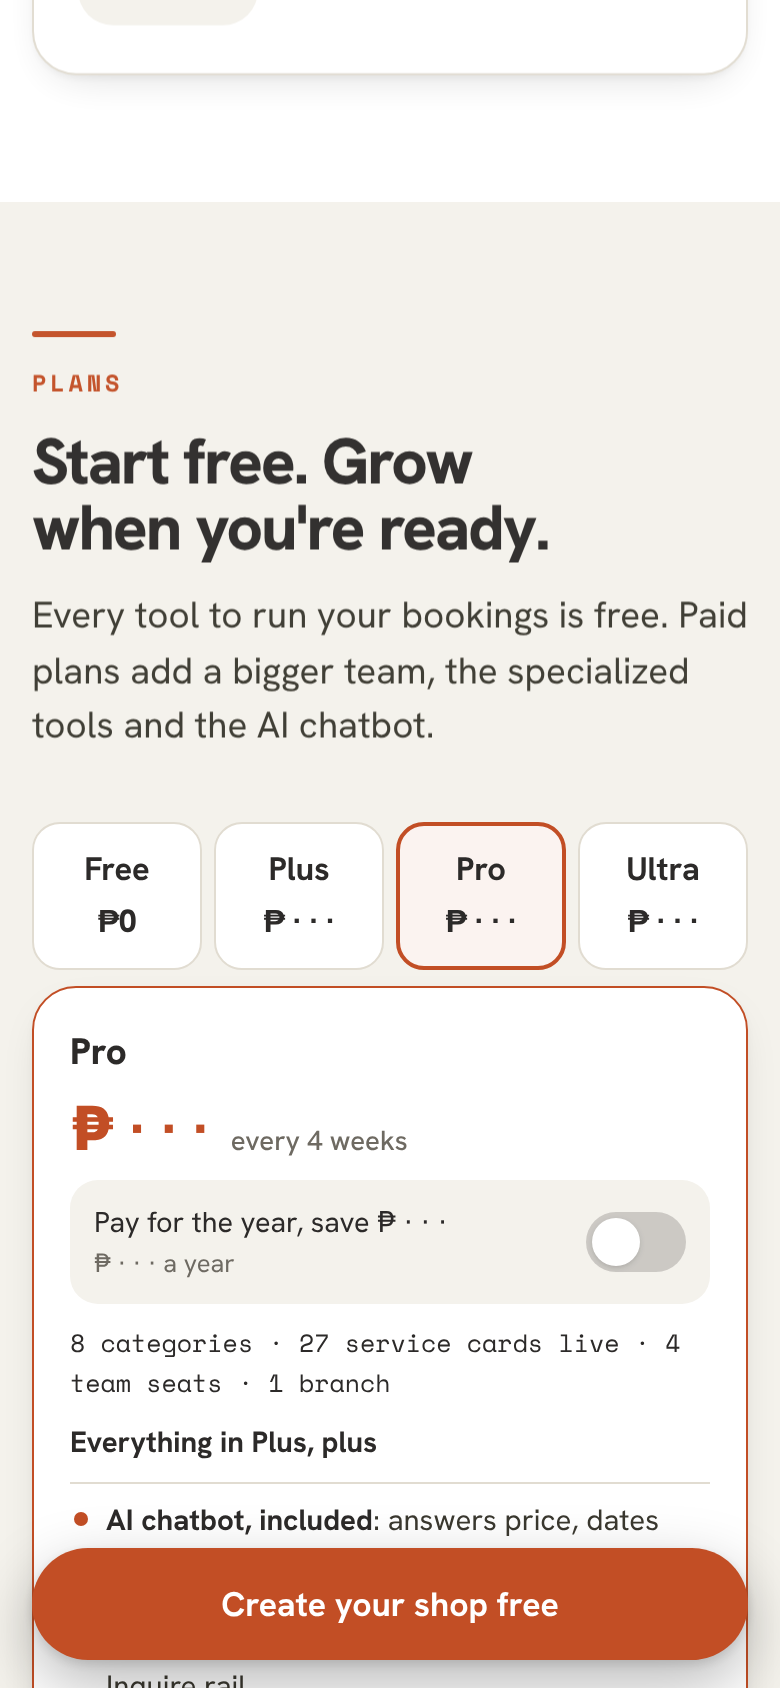 PLANS
Start free. Grow
when you're ready.
Every tool to run your bookings is free. Paid
plans add a bigger team, the specialized
tools and the AI chatbot.
Free
₱0
Plus
₱ · · ·
Pro
₱ · · ·
Ultra
₱ · · ·
Pro
₱ · · · every 4 weeks
Pay for the year, save ₱ · · ·
₱ · · · a year
8 categories · 27 service cards live · 4
team seats · 1 branch
Everything in Plus, plus
AI chatbot, included: answers price, dates
Create your shop free
Inquire rail